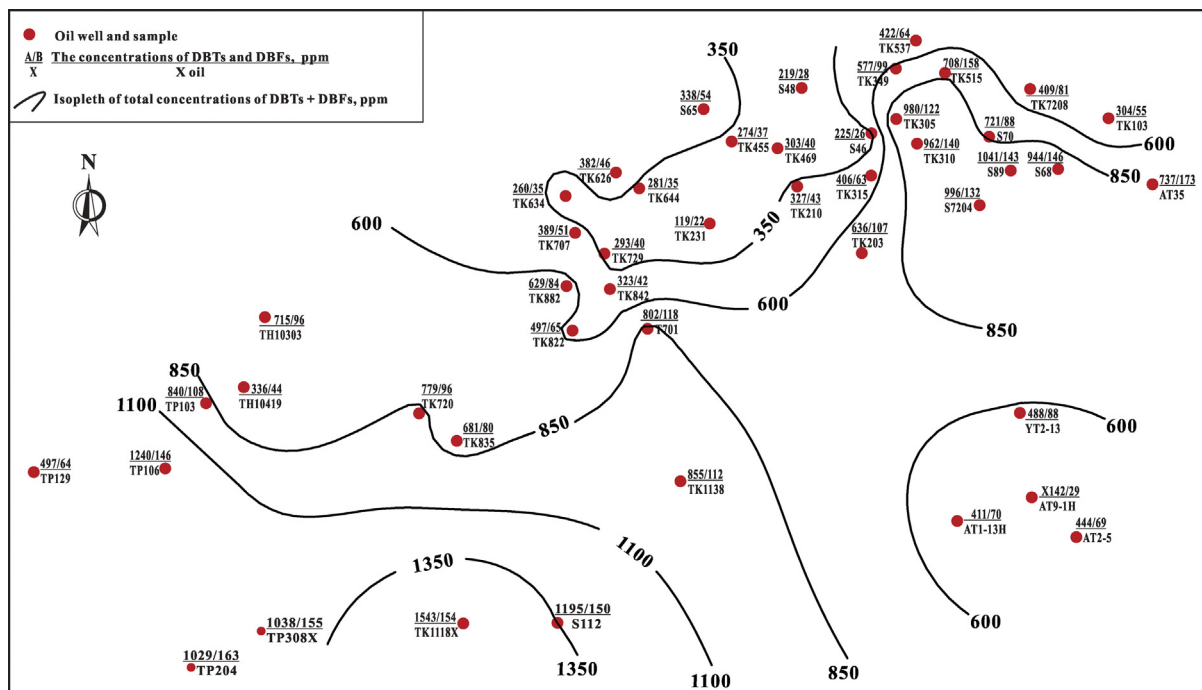 Oil well and sample
A/B The concentrations of DBTs and DBFs, ppm
X X oil
Isopleth of total concentrations of DBTs + DBFs, ppm
N
422/64
TK537
350
577/99
TK349
708/158
TK515
219/28
S48
409/81
TK7208
338/54
S65
304/55
TK103
980/122
TK305
274/37
TK455
225/26
S46
721/88
S70
600
303/40
TK469
962/140
TK310
382/46
TK626
1041/143
S89
944/146
S68
850
406/63
TK315
737/173
AT35
260/35
TK634
281/35
TK644
327/43
TK210
996/132
S7204
600
389/51
TK707
119/22
TK231
350
636/107
TK203
293/40
TK729
629/84
TK882
323/42
TK842
600
715/96
TH10303
497/65
TK822
802/118
T701
850
850
336/44
TH10419
840/108
TP103
779/96
TK720
1100
850
488/88
YT2-13
600
681/80
TK835
497/64
TP129
1240/146
TP106
855/112
TK1138
X142/29
AT9-1H
411/70
AT1-13H
444/69
AT2-5
1100
1350
1038/155
TP308X
1543/154
TK1118X
1195/150
S112
600
1029/163
TP204
1350
1100
850